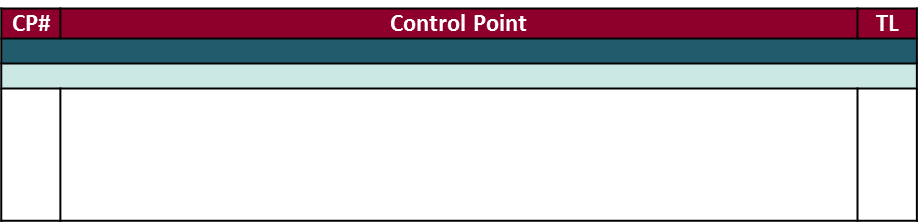 CP# Control Point TL